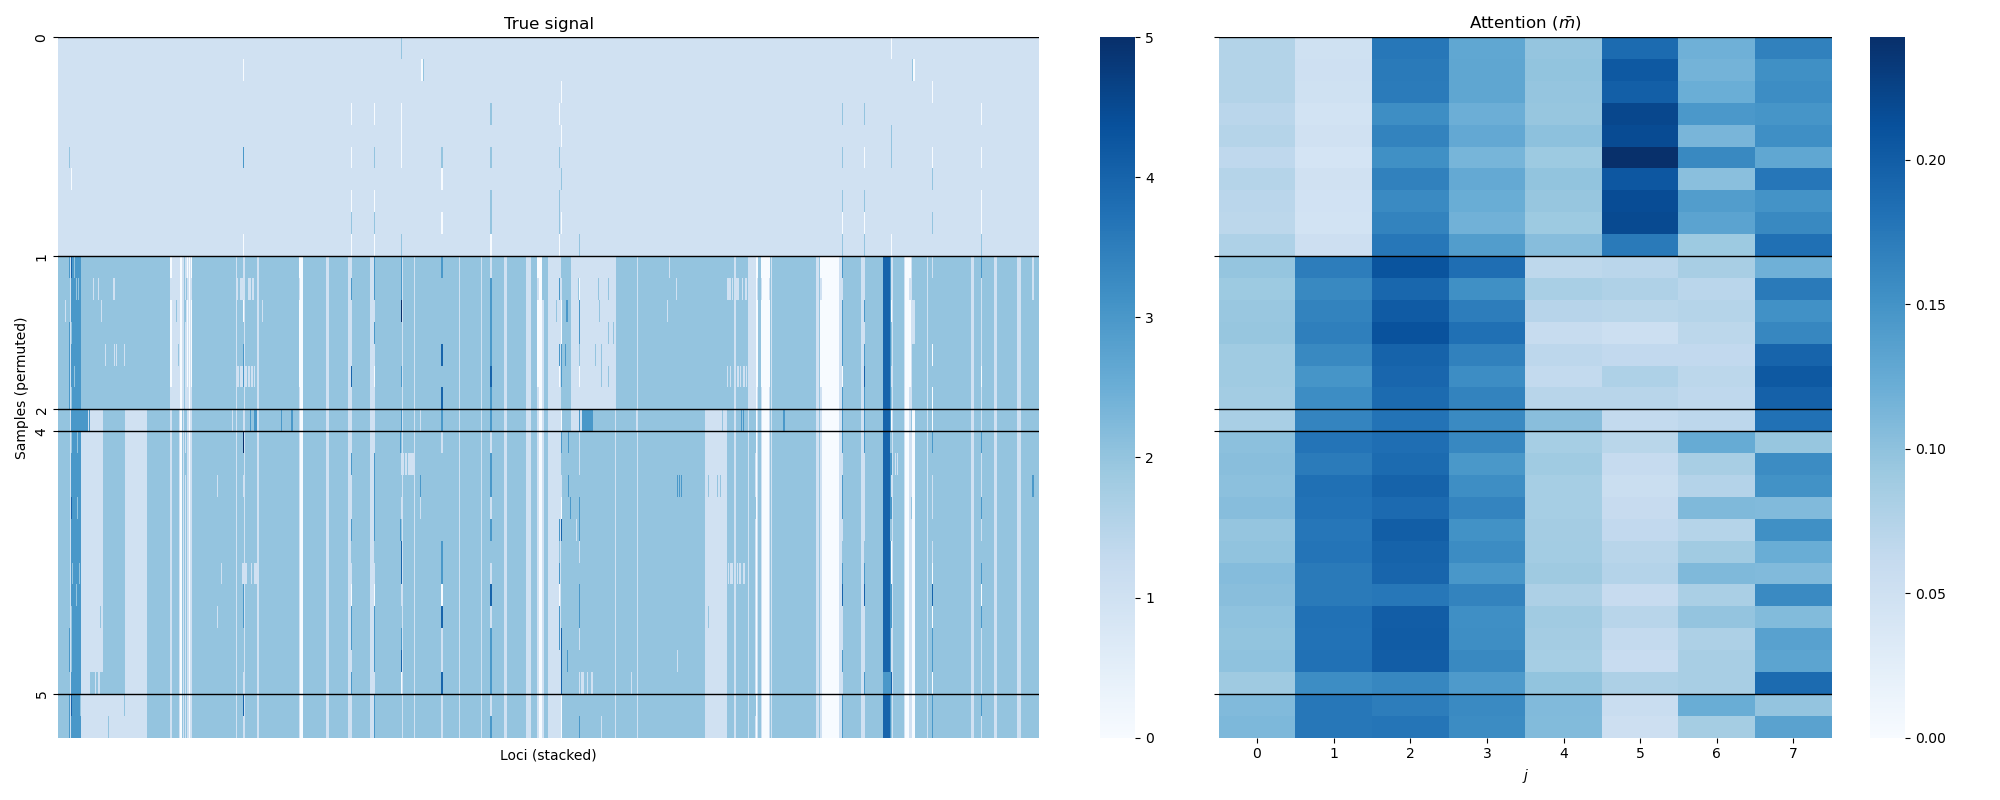 True signal
Attention (m̄)
Samples (permuted)
0
1
2
4
5
Loci (stacked)
5
4
3
2
1
0
0 1 2 3 4 5 6 7
j
0.20
0.15
0.10
0.05
0.00